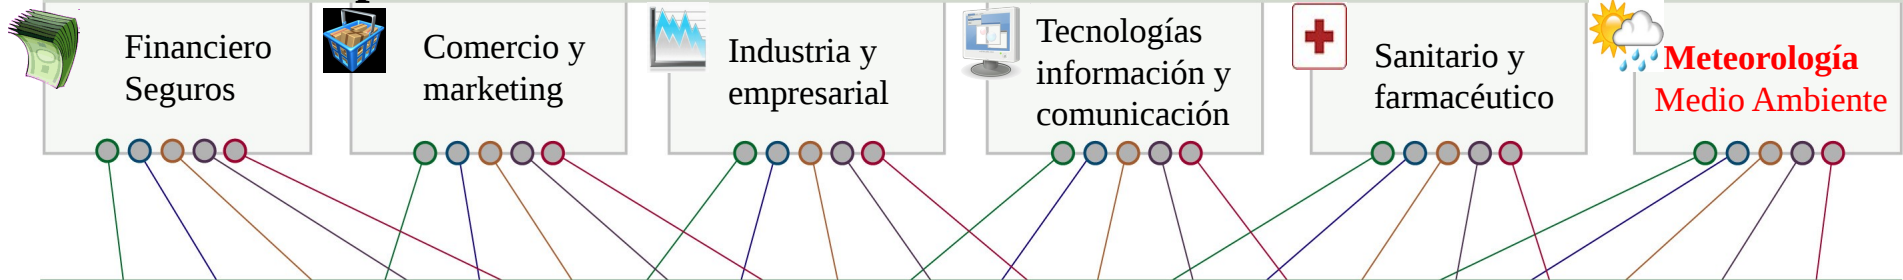 Financiero
Seguros
Comercio y
marketing
Industria y
empresarial
Tecnologías
información y
comunicación
Sanitario y
farmacéutico
Meteorología
Medio Ambiente